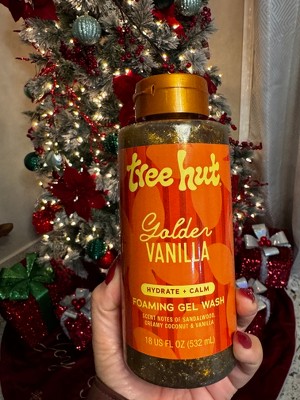 tree hut
Golden
VANILLA
HYDRATE + CALM
FOAMING GEL WASH
SCENT NOTES OF SANDALWOOD,
CREAMY COCONUT & VANILLA
18 US FL OZ (532 mL)